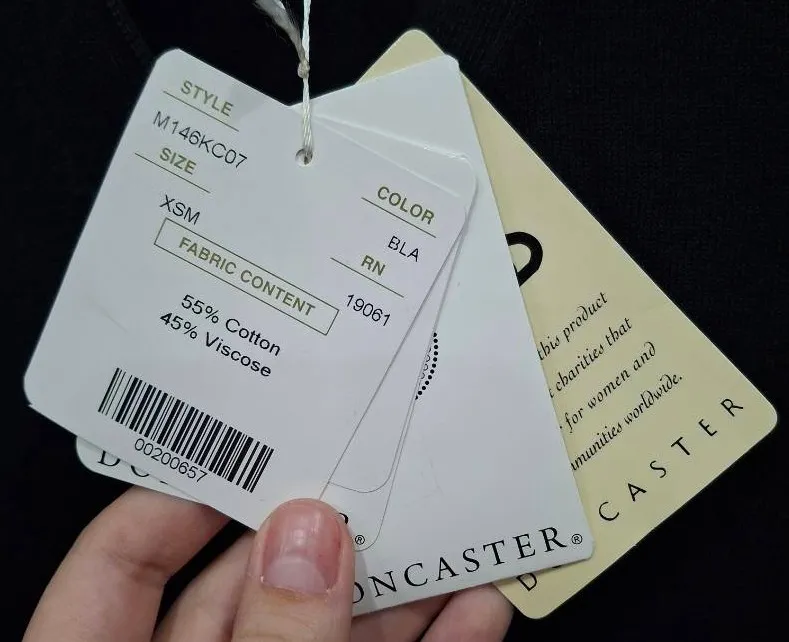 STYLE
M146KC07
SIZE
XSM
COLOR
BLA
RN
19061
FABRIC CONTENT
55% Cotton
45% Viscose
00200657
ONCASTER®
®
this product
charities that
for women and
munities worldwide.
D CASTER